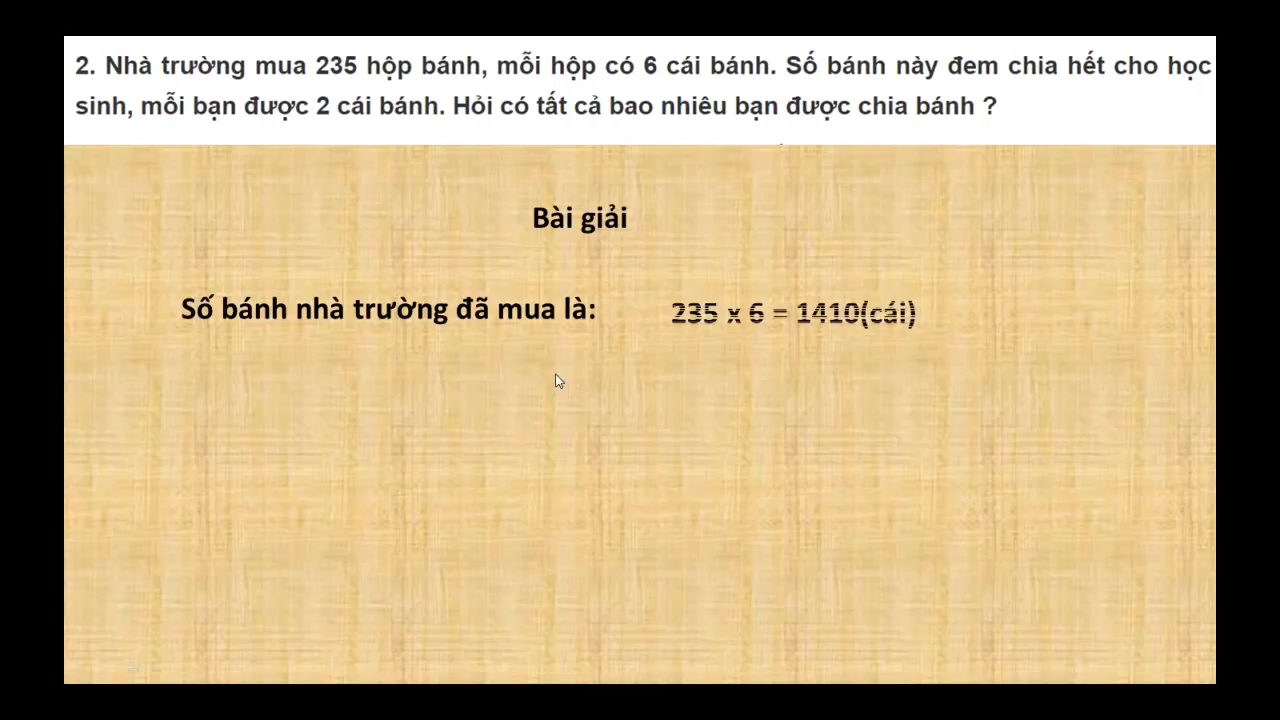 2. Nhà trường mua 235 hộp bánh, mỗi hộp có 6 cái bánh. Số bánh này đem chia hết cho học
sinh, mỗi bạn được 2 cái bánh. Hỏi có tất cả bao nhiêu bạn được chia bánh ?
Bài giải
Số bánh nhà trường đã mua là: 235 x 6 = 1410(cái)